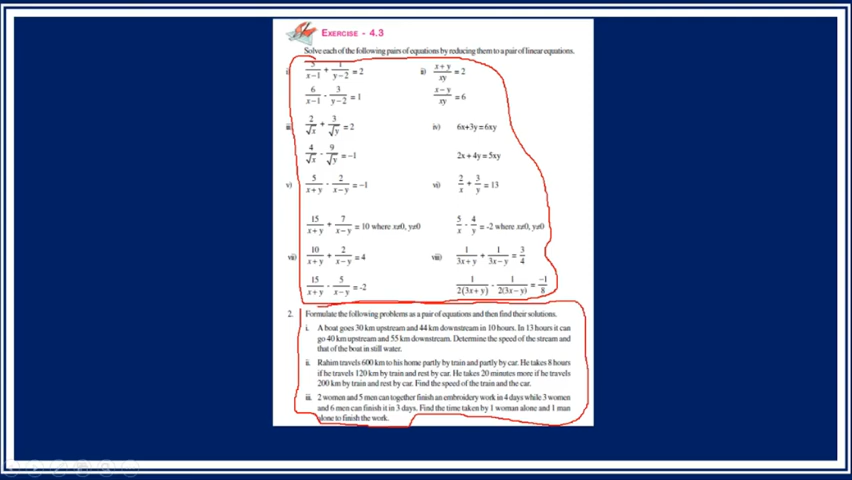 EXERCISE - 4.3
Solve each of the following pairs of equations by reducing them to a pair of linear equations.
i) 5/(x−1) + 1/(y−2) = 2
6/(x−1) - 3/(y−2) = 1
ii) (x+y)/xy = 2
(x−y)/xy = 6
iii) 2/√x + 3/√y = 2
4/√x - 9/√y = −1
iv) 6x+3y=6xy
2x + 4y = 5xy
v) 5/(x+y) - 2/(x−y) = −1
15/(x+y) + 7/(x−y) = 10 where x≠0, y≠0
vi) 2/x + 3/y = 13
5/x - 4/y = -2 where x≠0, y≠0
vii) 10/(x+y) + 2/(x−y) = 4
15/(x+y) - 5/(x−y) = -2
viii) 1/(3x+y) + 1/(3x−y) = 3/4
1/2(3x+y) - 1/2(3x−y) = −1/8
2. Formulate the following problems as a pair of equations and then find their solutions.
i. A boat goes 30 km upstream and 44 km downstream in 10 hours. In 13 hours it can
go 40 km upstream and 55 km downstream. Determine the speed of the stream and
that of the boat in still water.
ii. Rahim travels 600 km to his home partly by train and partly by car. He takes 8 hours
if he travels 120 km by train and rest by car. He takes 20 minutes more if he travels
200 km by train and rest by car. Find the speed of the train and the car.
iii. 2 women and 5 men can together finish an embroidery work in 4 days while 3 women
and 6 men can finish it in 3 days. Find the time taken by 1 woman alone and 1 man
alone to finish the work.